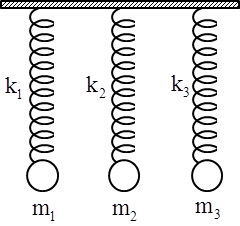 k₁ k₂ k₃
m₁ m₂ m₃